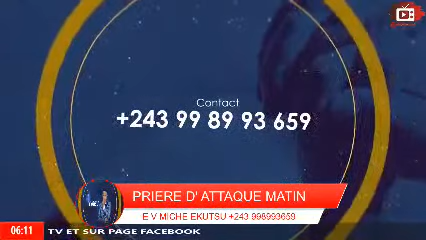 Contact
+243 99 89 93 659
PRIERE D' ATTAQUE MATIN
E V MICHE EKUTSU +243 998993659
06:11 TV ET SUR PAGE FACEBOOK